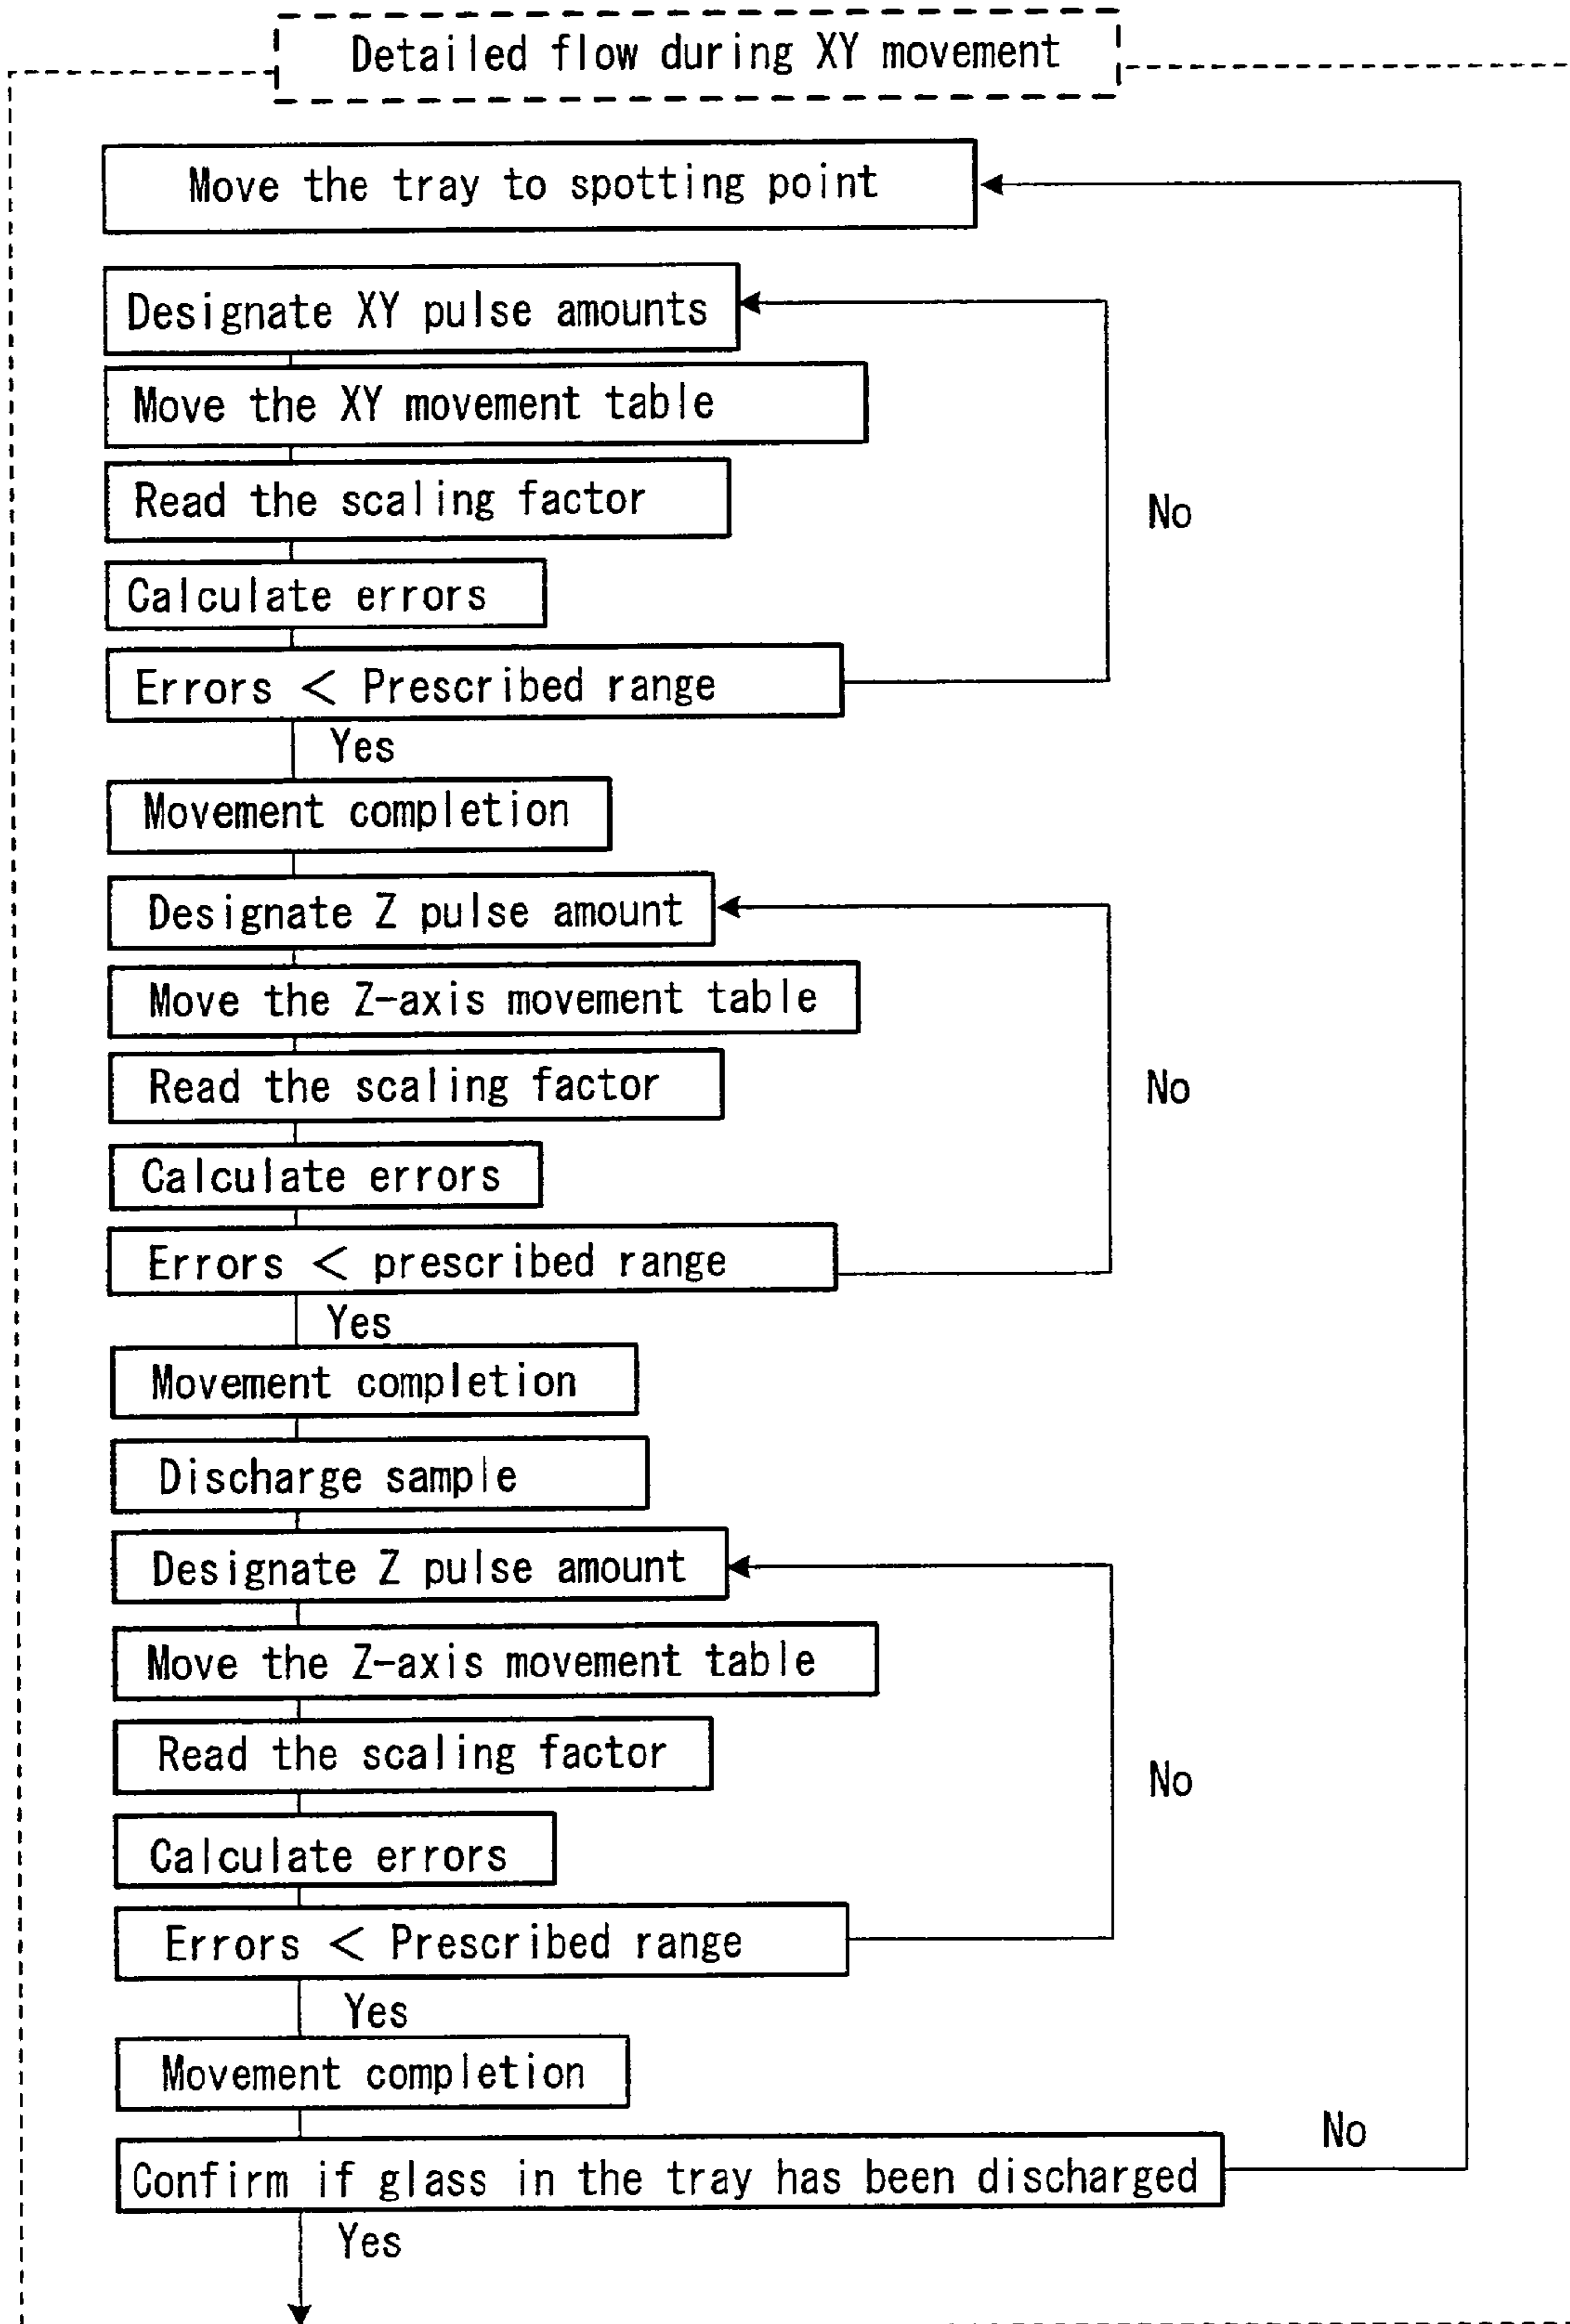 Detailed flow during XY movement
Move the tray to spotting point
Designate XY pulse amounts
Move the XY movement table
Read the scaling factor
No
Calculate errors
Errors < Prescribed range
Yes
Movement completion
Designate Z pulse amount
Move the Z-axis movement table
Read the scaling factor
No
Calculate errors
Errors < prescribed range
Yes
Movement completion
Discharge sample
Designate Z pulse amount
Move the Z-axis movement table
Read the scaling factor
No
Calculate errors
Errors < Prescribed range
Yes
Movement completion
No
Confirm if glass in the tray has been discharged
Yes